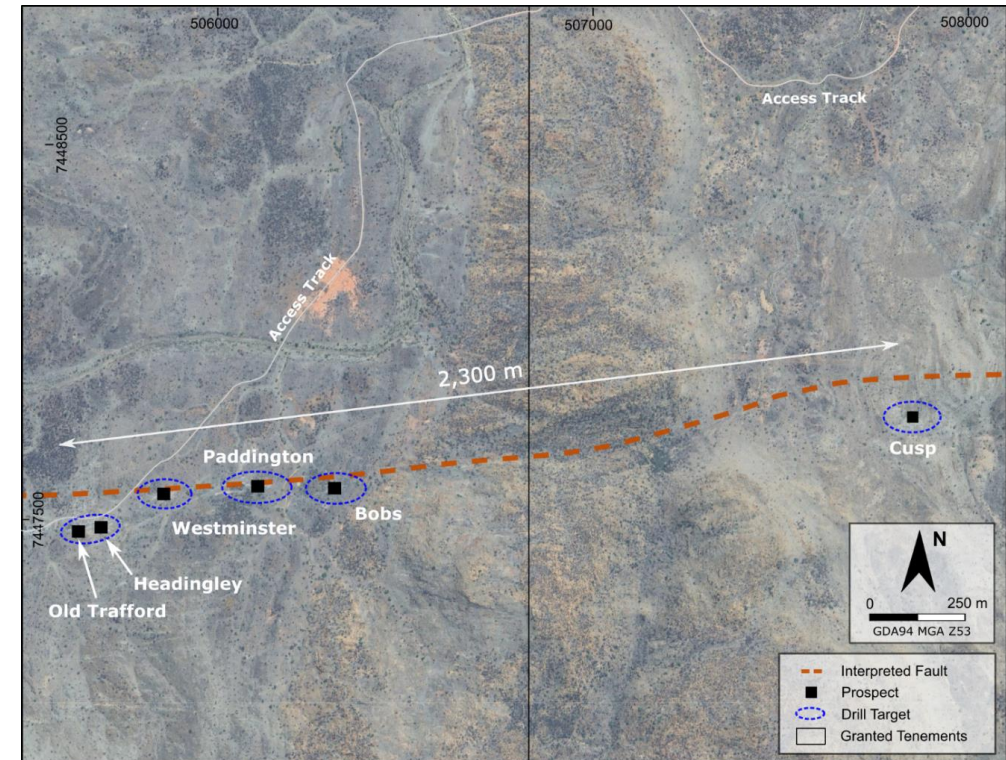 506000
507000
508000
Access Track
7448500
Access Track
2,300 m
Paddington
Cusp
Westminster
Bobs
7447500
Headingley
Old Trafford
N
0 250 m
GDA94 MGA Z53
Interpreted Fault
Prospect
Drill Target
Granted Tenements